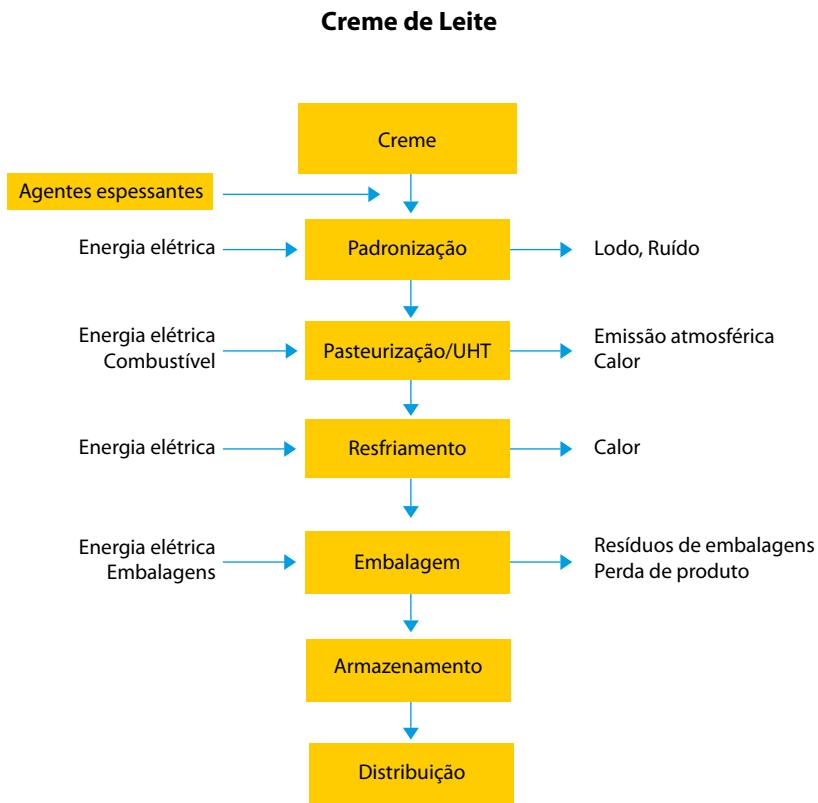 Creme de Leite
Creme
Agentes espessantes
Energia elétrica
Padronização
Lodo, Ruído
Energia elétrica
Combustível
Pasteurização/UHT
Emissão atmosférica
Calor
Energia elétrica
Resfriamento
Calor
Energia elétrica
Embalagens
Embalagem
Resíduos de embalagens
Perda de produto
Armazenamento
Distribuição